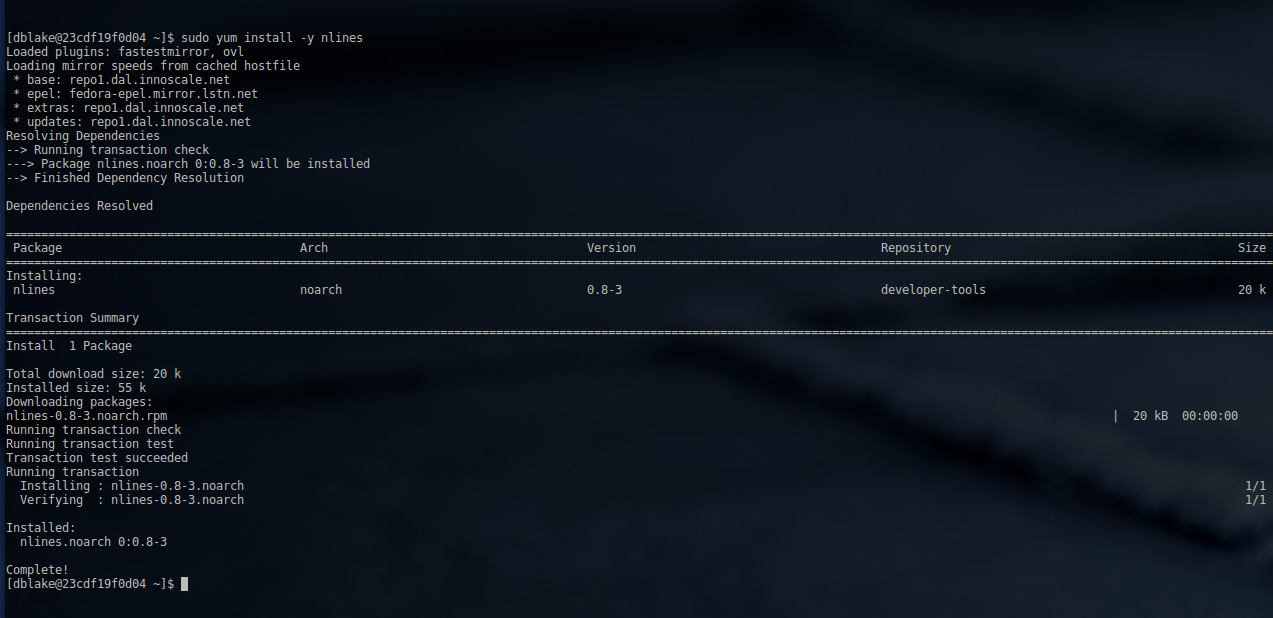 [dblake@23cdf19f0d04 ~]$ sudo yum install -y nlines
Loaded plugins: fastestmirror, ovl
Loading mirror speeds from cached hostfile
 * base: repo1.dal.innoscale.net
 * epel: fedora-epel.mirror.lstn.net
 * extras: repo1.dal.innoscale.net
 * updates: repo1.dal.innoscale.net
Resolving Dependencies
--> Running transaction check
---> Package nlines.noarch 0:0.8-3 will be installed
--> Finished Dependency Resolution
Dependencies Resolved
Package Arch Version Repository Size
Installing:
 nlines noarch 0.8-3 developer-tools 20 k
Transaction Summary
Install  1 Package
Total download size: 20 k
Installed size: 55 k
Downloading packages:
nlines-0.8-3.noarch.rpm | 20 kB 00:00:00
Running transaction check
Running transaction test
Transaction test succeeded
Running transaction
  Installing : nlines-0.8-3.noarch 1/1
  Verifying  : nlines-0.8-3.noarch 1/1
Installed:
  nlines.noarch 0:0.8-3
Complete!
[dblake@23cdf19f0d04 ~]$